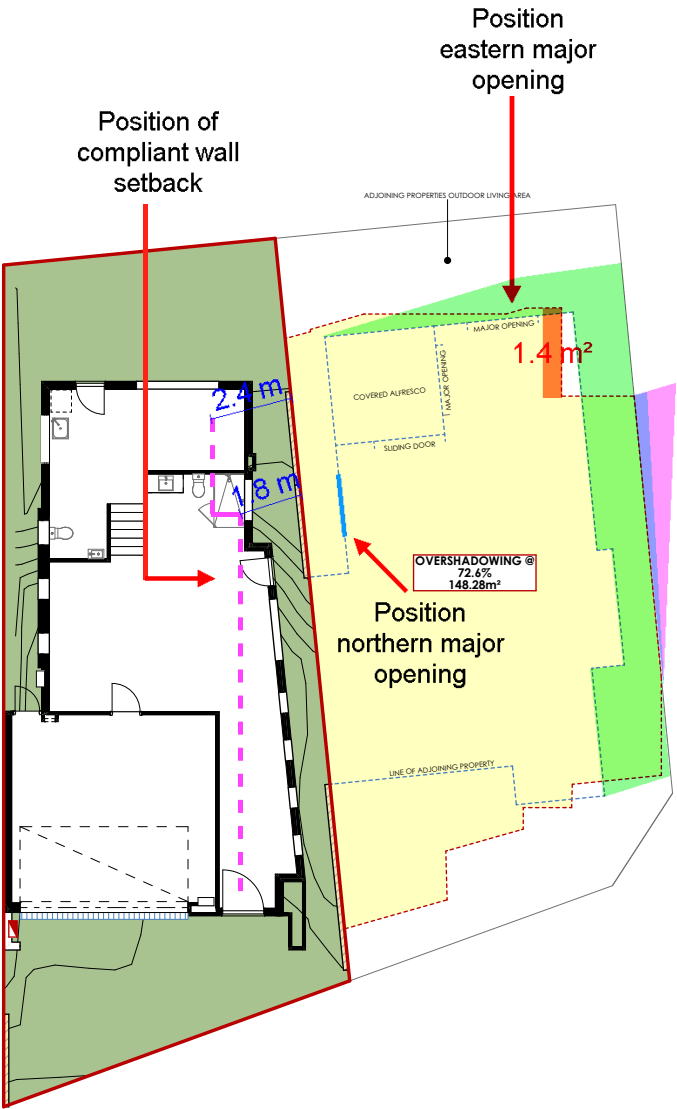 Position
eastern major
opening
Position of
compliant wall
setback
ADJOINING PROPERTIES OUTDOOR LIVING AREA
MAJOR OPENING
1.4 m²
MAJOR OPENING
COVERED ALFRESCO
2.4 m
SLIDING DOOR
1.8 m
OVERSHADOWING @
72.6%
148.28m²
Position
northern major
opening
LINE OF ADJOINING PROPERTY